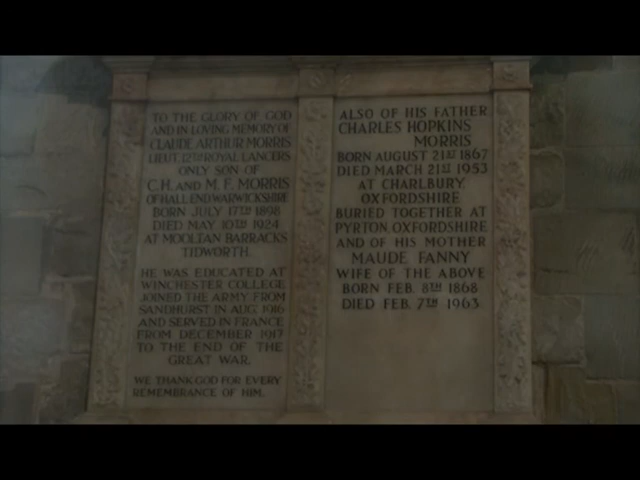 TO THE GLORY OF GOD
AND IN LOVING MEMORY OF
CLAUDE ARTHUR MORRIS
LIEUT. 12TH ROYAL LANCERS
ONLY SON OF
C.H. AND M.F. MORRIS
OF HALL END, WARWICKSHIRE
BORN JULY 17TH 1898
DIED MAY 10TH 1924
AT MOOLTAN BARRACKS
TIDWORTH.
HE WAS EDUCATED AT
WINCHESTER COLLEGE
JOINED THE ARMY FROM
SANDHURST IN AUG. 1916
AND SERVED IN FRANCE
FROM DECEMBER 1917
TO THE END OF THE
GREAT WAR.
WE THANK GOD FOR EVERY
REMEMBRANCE OF HIM.
ALSO OF HIS FATHER
CHARLES HOPKINS
MORRIS
BORN AUGUST 21ST 1867
DIED MARCH 21ST 1953
AT CHARLBURY,
OXFORDSHIRE
BURIED TOGETHER AT
PYRTON, OXFORDSHIRE
AND OF HIS MOTHER
MAUDE FANNY
WIFE OF THE ABOVE
BORN FEB. 8TH 1868
DIED FEB. 7TH 1963